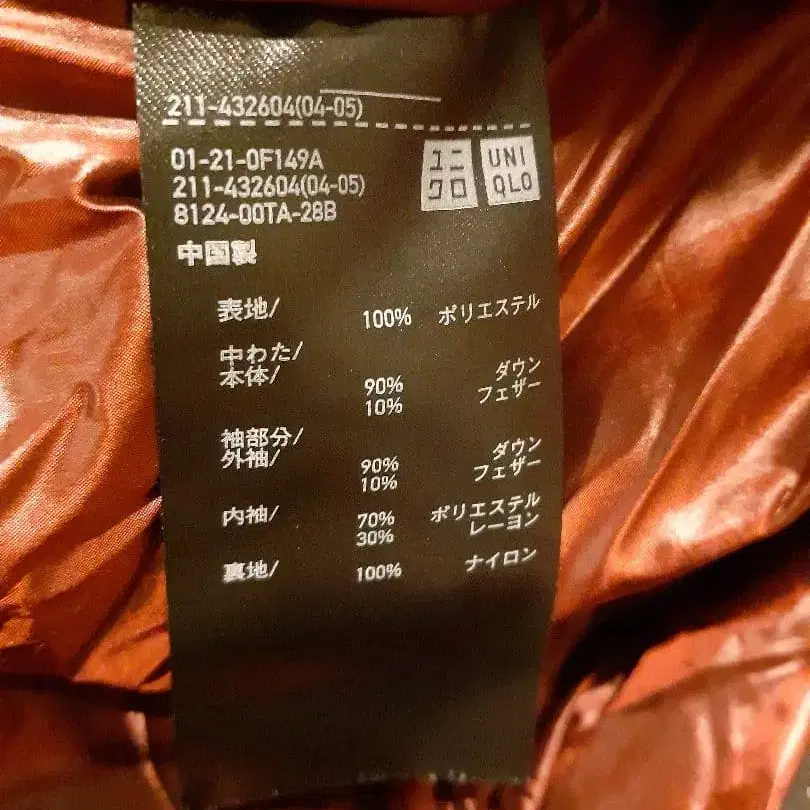 211-432604(04-05)
01-21-0F149A
211-432604(04-05)
8124-00TA-28B
ユニ
クロ
UNI
QLO
中国製
表地/ 100% ポリエステル
中わた/
本体/ 90% ダウン
10% フェザー
袖部分/
外袖/ 90% ダウン
10% フェザー
内袖/ 70% ポリエステル
30% レーヨン
裏地/ 100% ナイロン